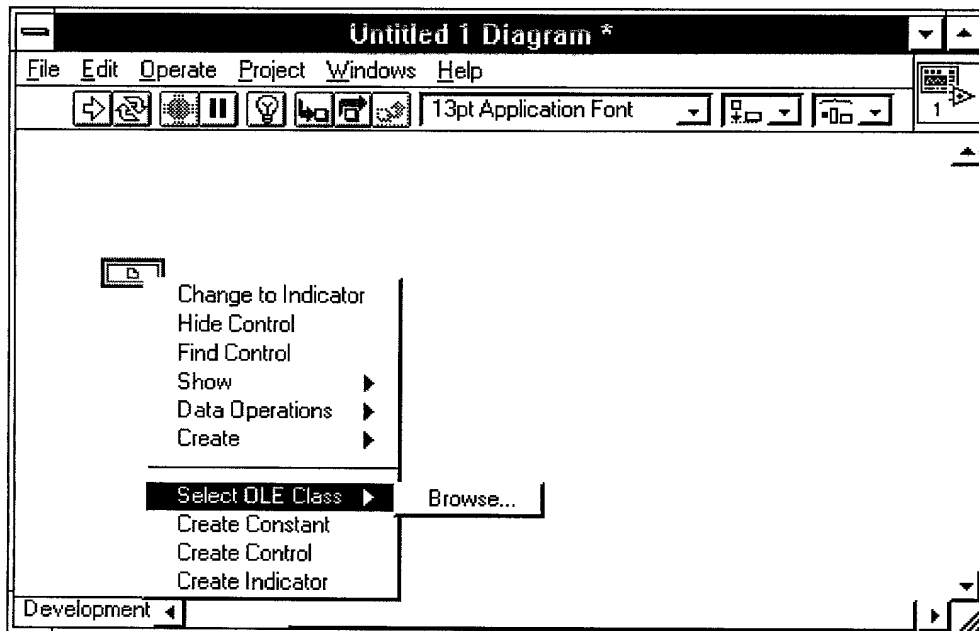 Untitled 1 Diagram *
File Edit Operate Project Windows Help
13pt Application Font
1
Change to Indicator
Hide Control
Find Control
Show
Data Operations
Create
Select OLE Class Browse...
Create Constant
Create Control
Create Indicator
Development